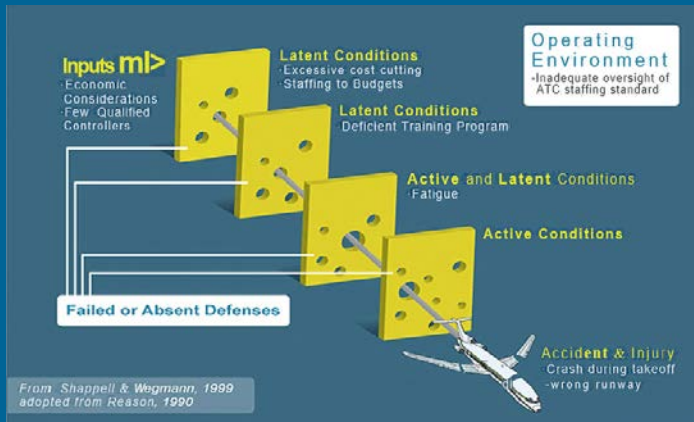 Inputs ml>
·Economic
Considerations
·Few Qualified
Controllers
Latent Conditions
·Excessive cost cutting
·Staffing to Budgets
Operating
Environment
·Inadequate oversight of
ATC staffing standard
Latent Conditions
·Deficient Training Program
Active and Latent Conditions
·Fatigue
Active Conditions
Failed or Absent Defenses
Accident & Injury
·Crash during takeoff
-wrong runway
From Shappell & Wegmann, 1999
adopted from Reason, 1990